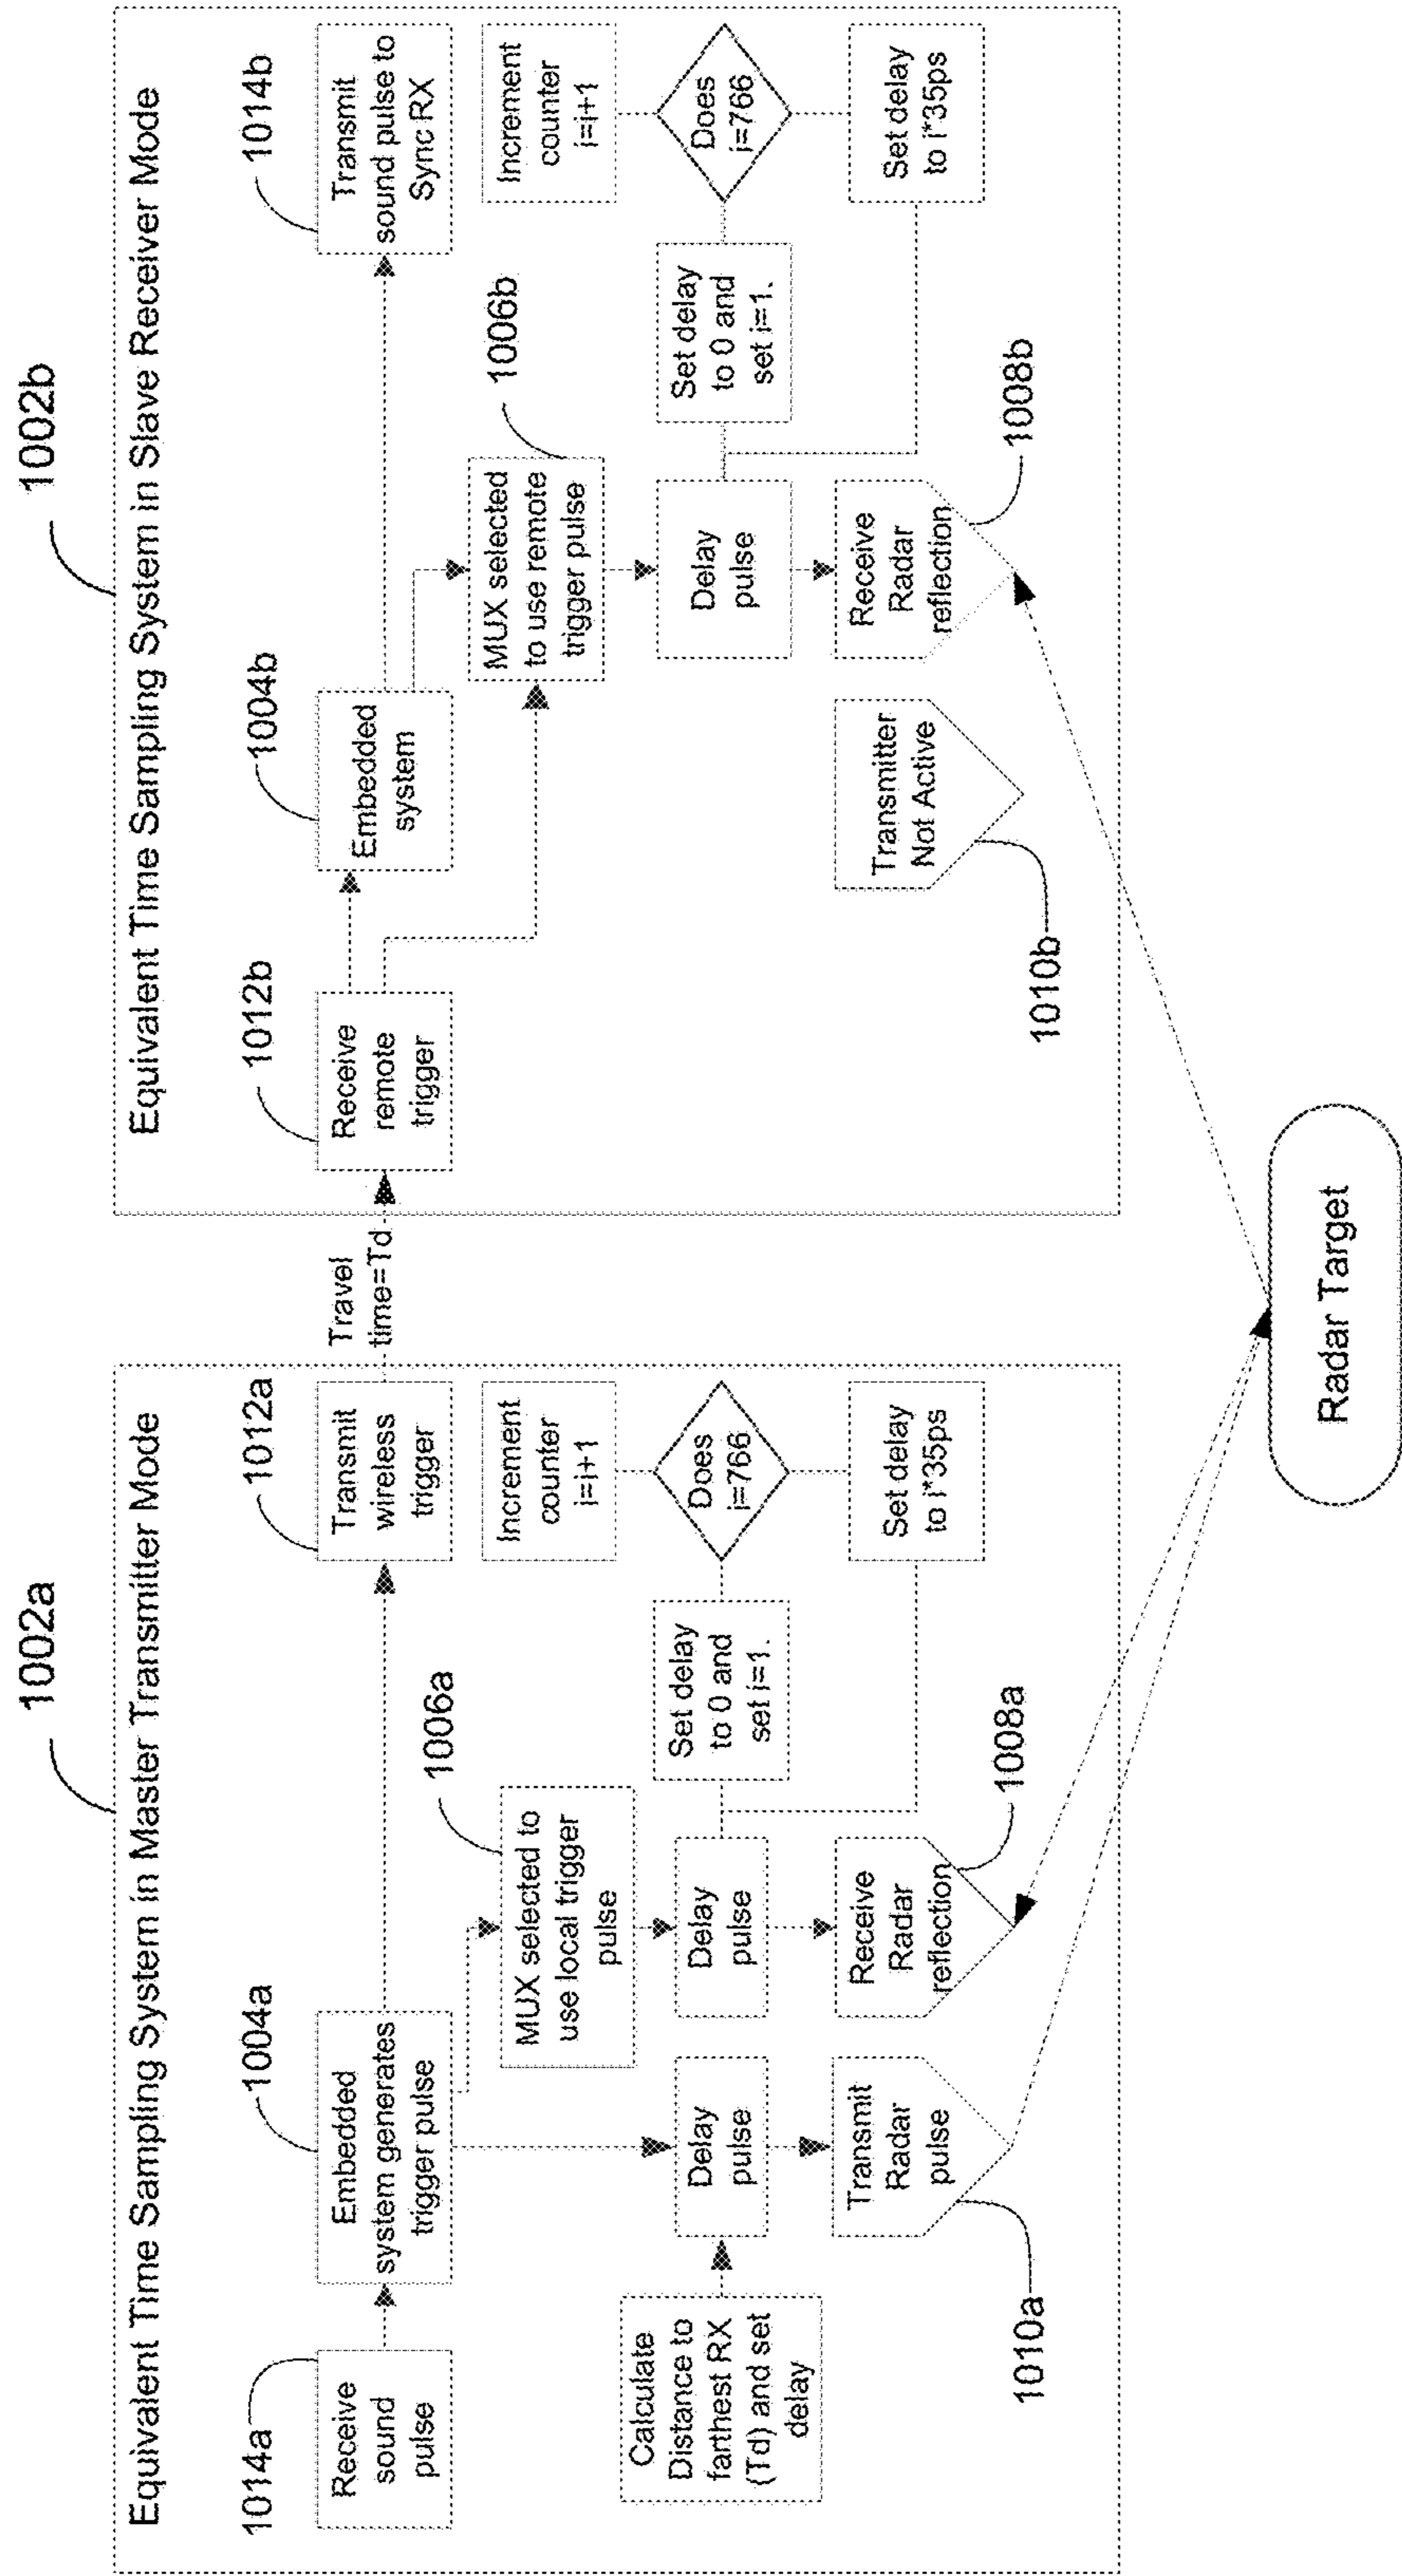 1002a
Equivalent Time Sampling System in Master Transmitter Mode
1014a
Receive
sound
pulse
1004a
Embedded
system generates
trigger pulse
1012a
Transmit
wireless
trigger
1006a
MUX selected to
use local trigger
pulse
Increment
counter
i=i+1
Calculate
Distance to
farthest RX
(Td) and set
delay
Delay
pulse
Delay
pulse
Set delay
to 0 and
set i=1.
Does
i=766
Transmit
Radar
pulse
Receive
Radar
reflection
Set delay
to i*35ps
1010a
1008a
Travel
time=Td
1002b
Equivalent Time Sampling System in Slave Receiver Mode
1012b
Receive
remote
trigger
1004b
Embedded
system
1014b
Transmit
sound pulse to
Sync RX
1006b
MUX selected
to use remote
trigger pulse
Increment
counter
i=i+1
Delay
pulse
Set delay
to 0 and
set i=1.
Does
i=766
Transmitter
Not Active
Receive
Radar
reflection
Set delay
to i*35ps
1010b
1008b
Radar Target